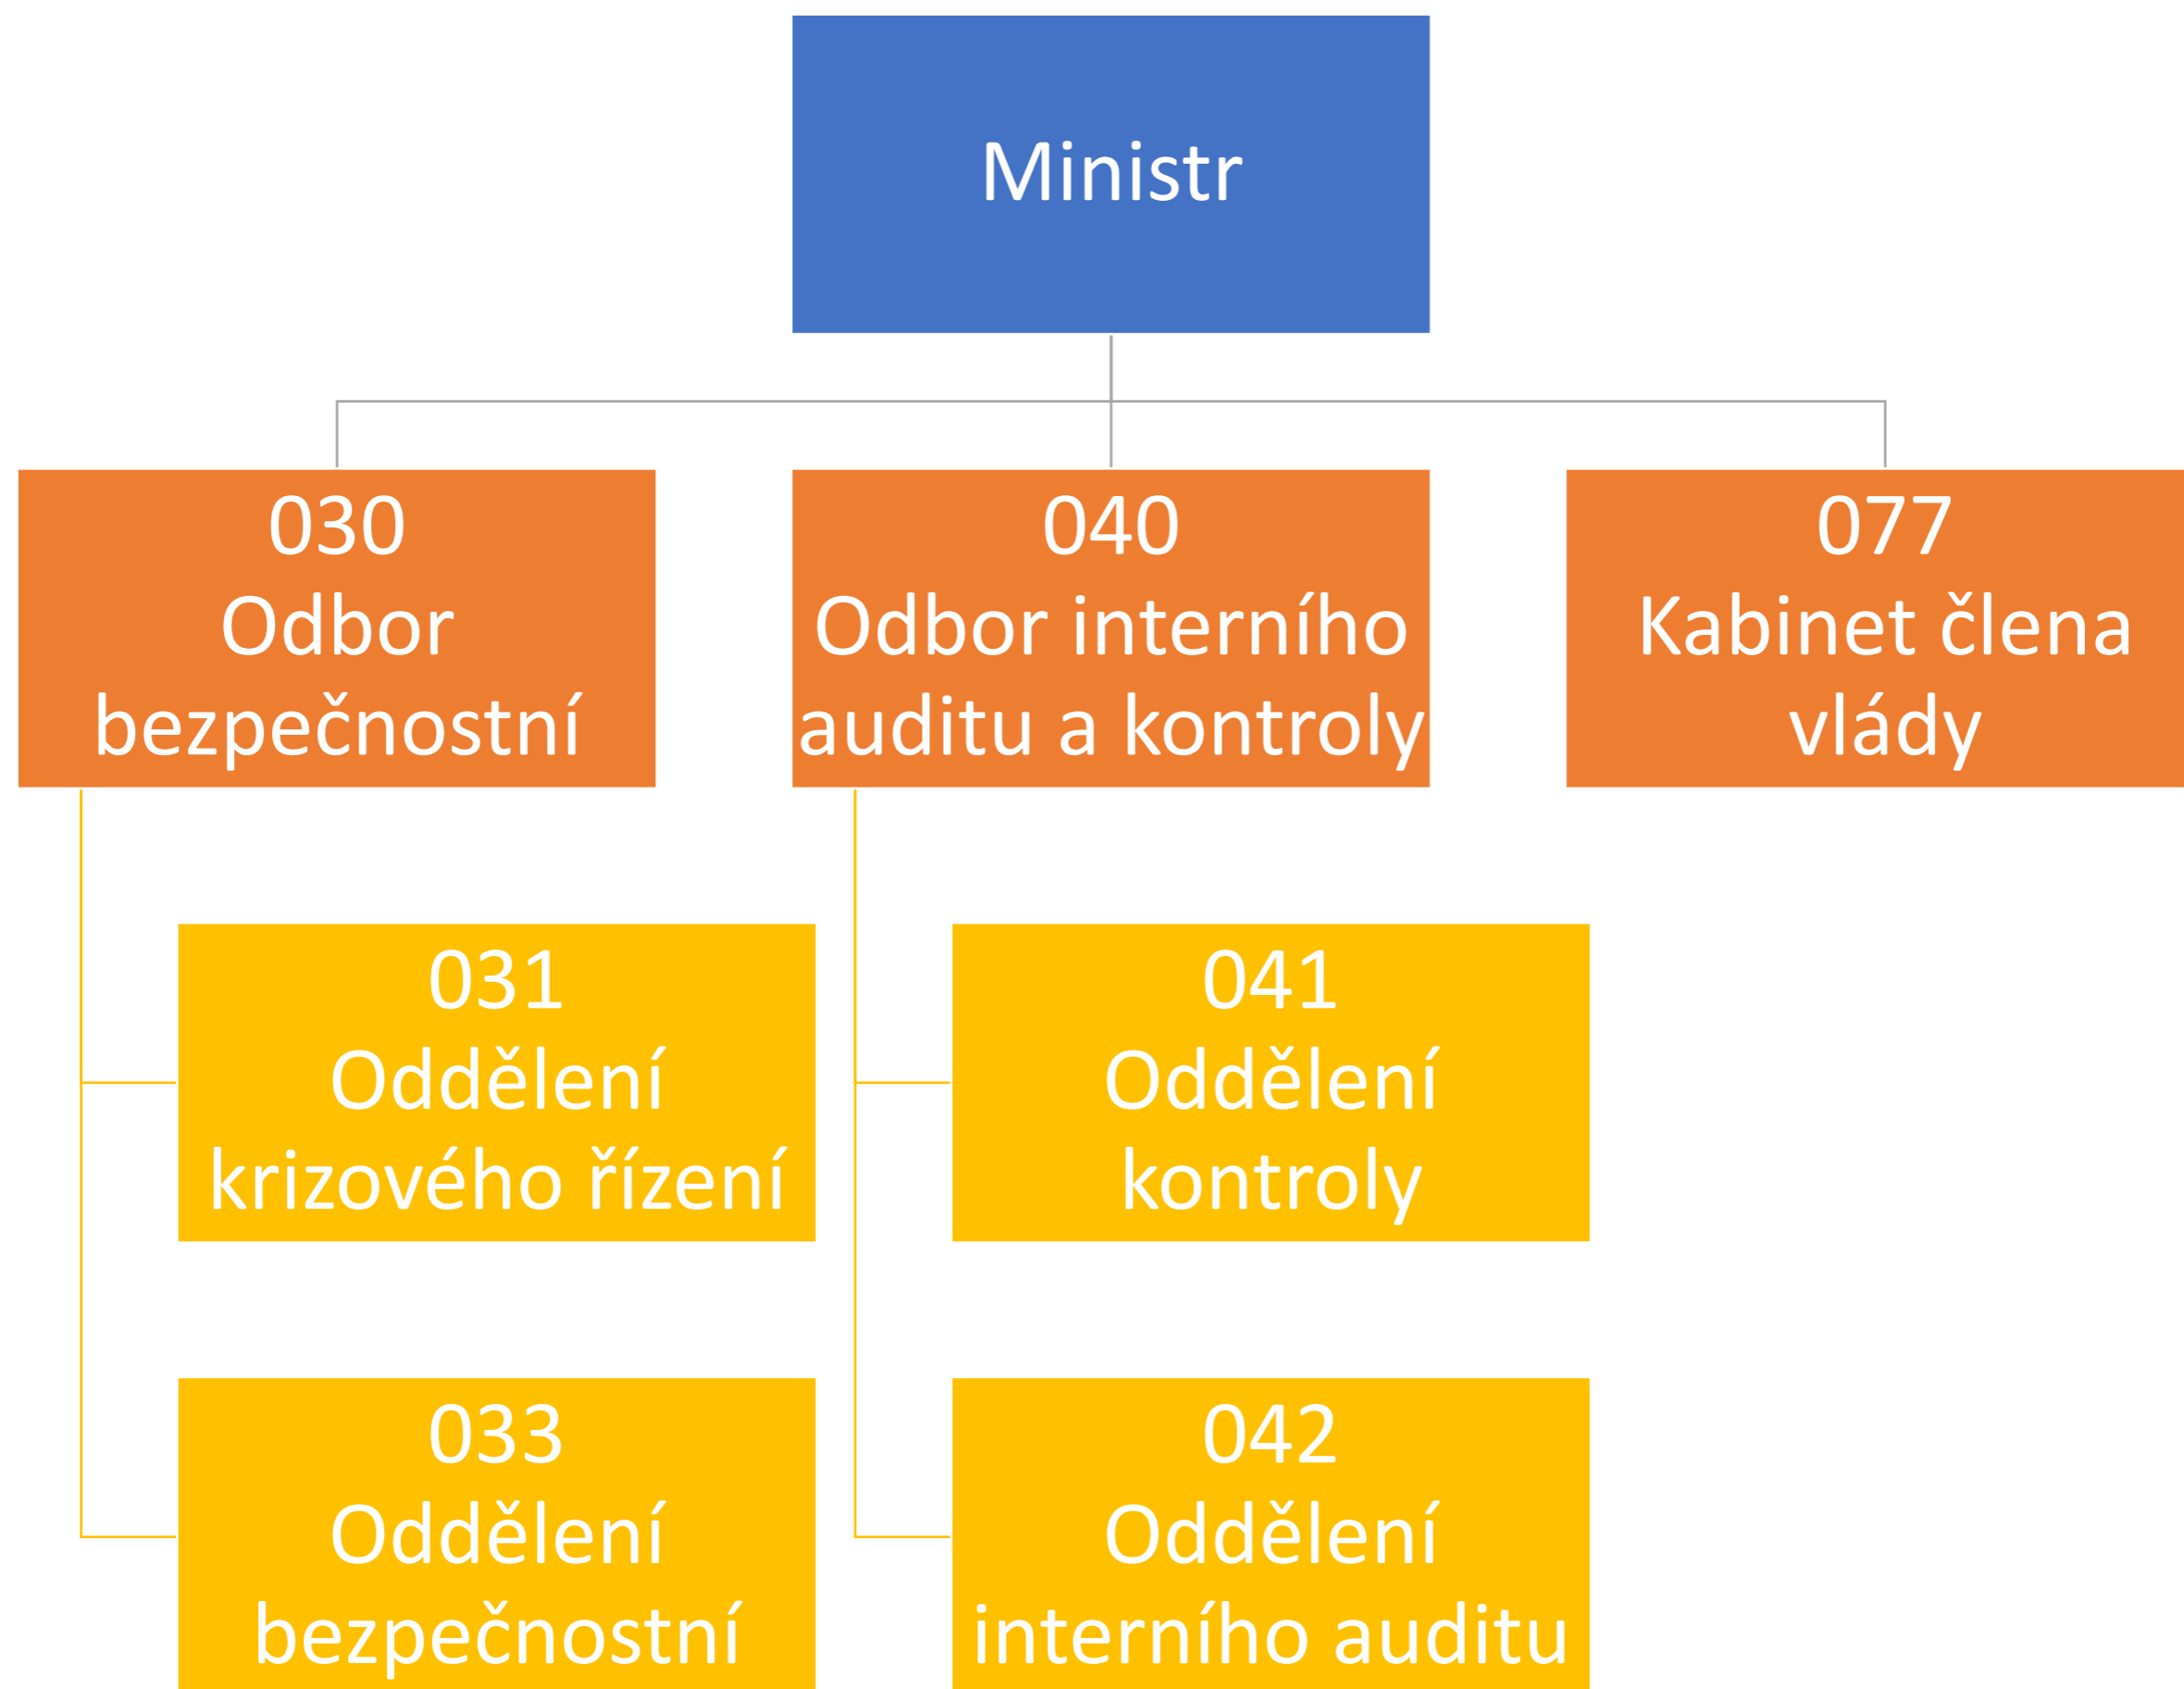 Ministr
030
Odbor
bezpečnostní
040
Odbor interního
auditu a kontroly
077
Kabinet člena
vlády
031
Oddělení
krizového řízení
041
Oddělení
kontroly
033
Oddělení
bezpečnostní
042
Oddělení
interního auditu